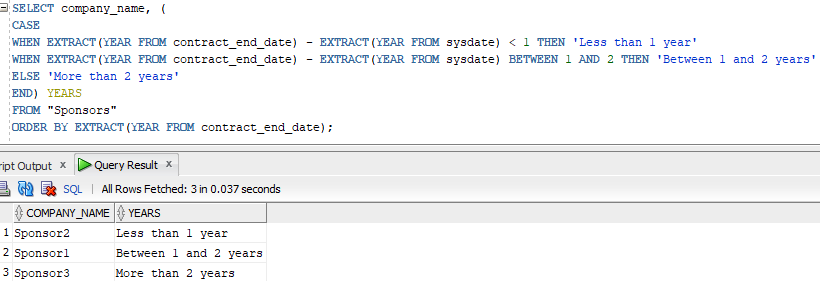 SELECT company_name, (
CASE
WHEN EXTRACT(YEAR FROM contract_end_date) - EXTRACT(YEAR FROM sysdate) < 1 THEN 'Less than 1 year'
WHEN EXTRACT(YEAR FROM contract_end_date) - EXTRACT(YEAR FROM sysdate) BETWEEN 1 AND 2 THEN 'Between 1 and 2 years'
ELSE 'More than 2 years'
END) YEARS
FROM "Sponsors"
ORDER BY EXTRACT(YEAR FROM contract_end_date);
ript Output x Query Result x
SQL | All Rows Fetched: 3 in 0.037 seconds
COMPANY_NAME YEARS
1 Sponsor2 Less than 1 year
2 Sponsor1 Between 1 and 2 years
3 Sponsor3 More than 2 years